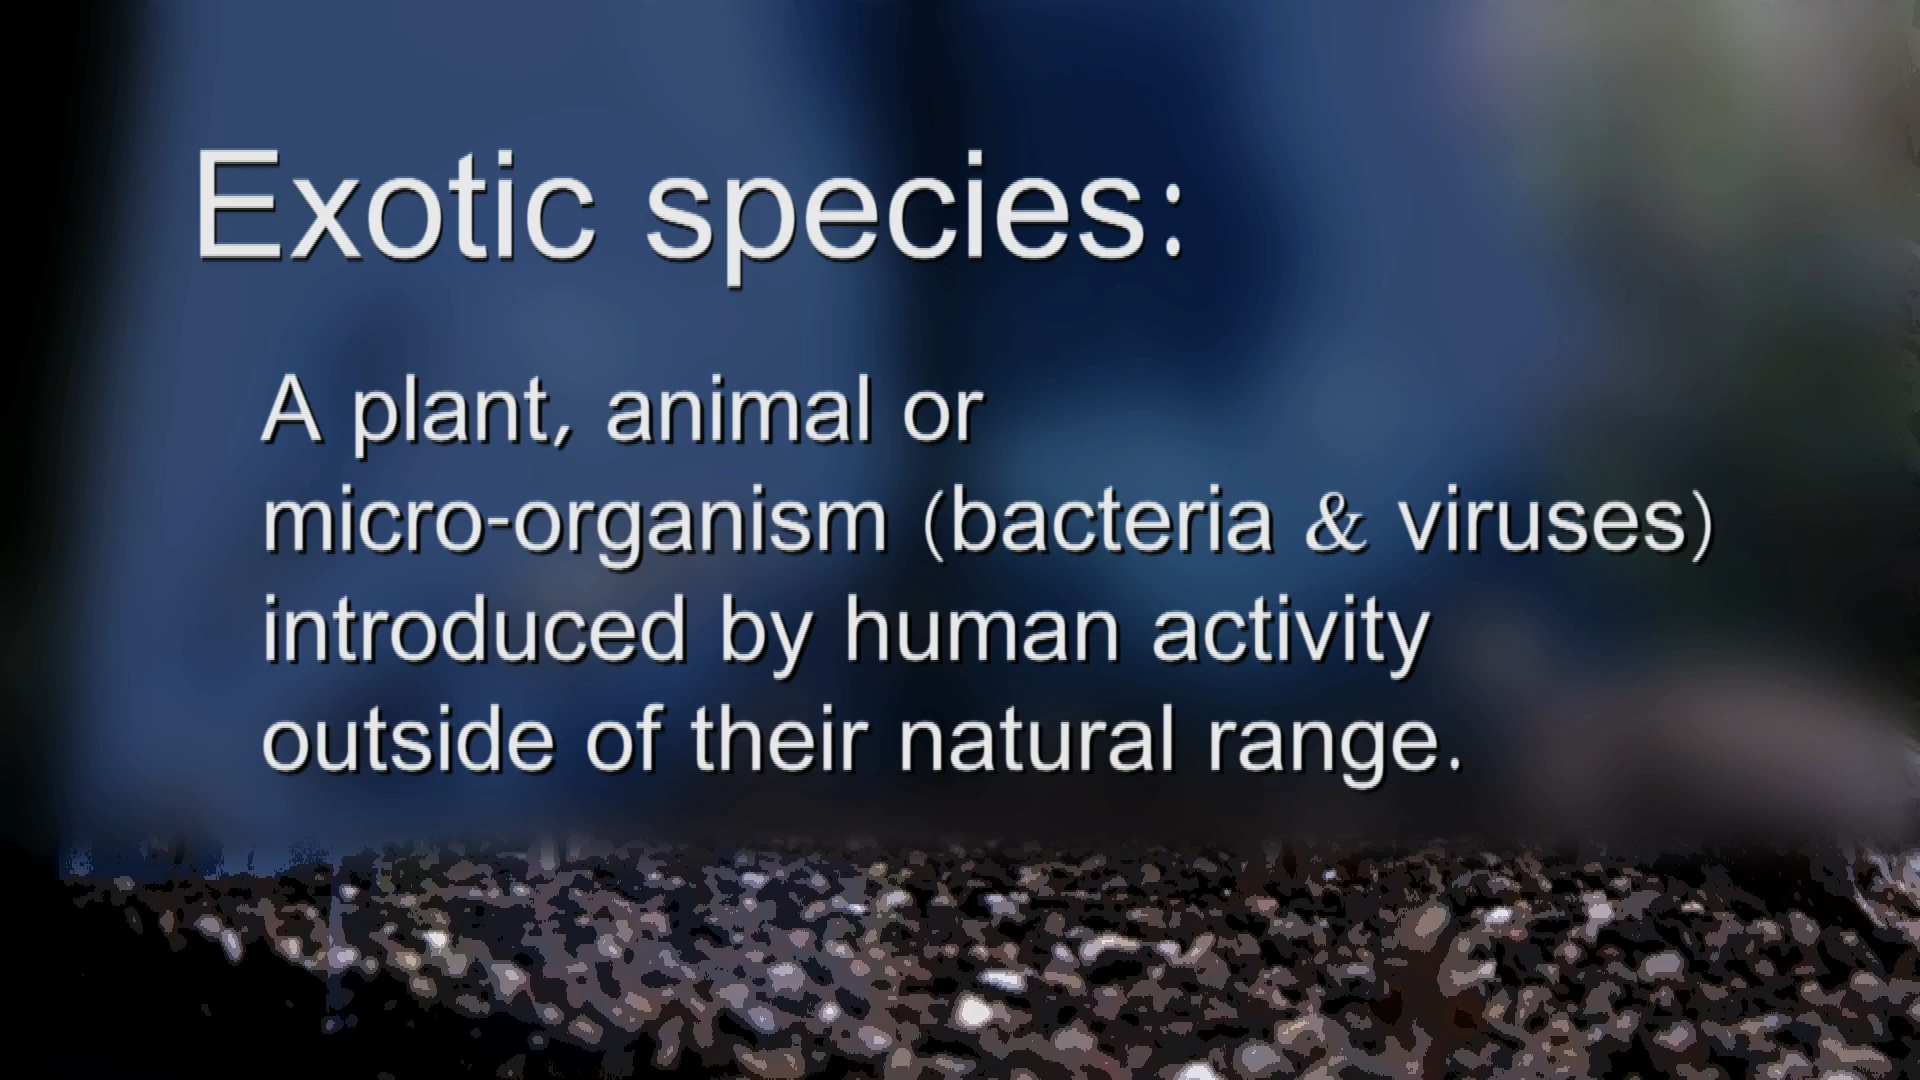 Exotic species:
A plant, animal or
micro-organism (bacteria & viruses)
introduced by human activity
outside of their natural range.